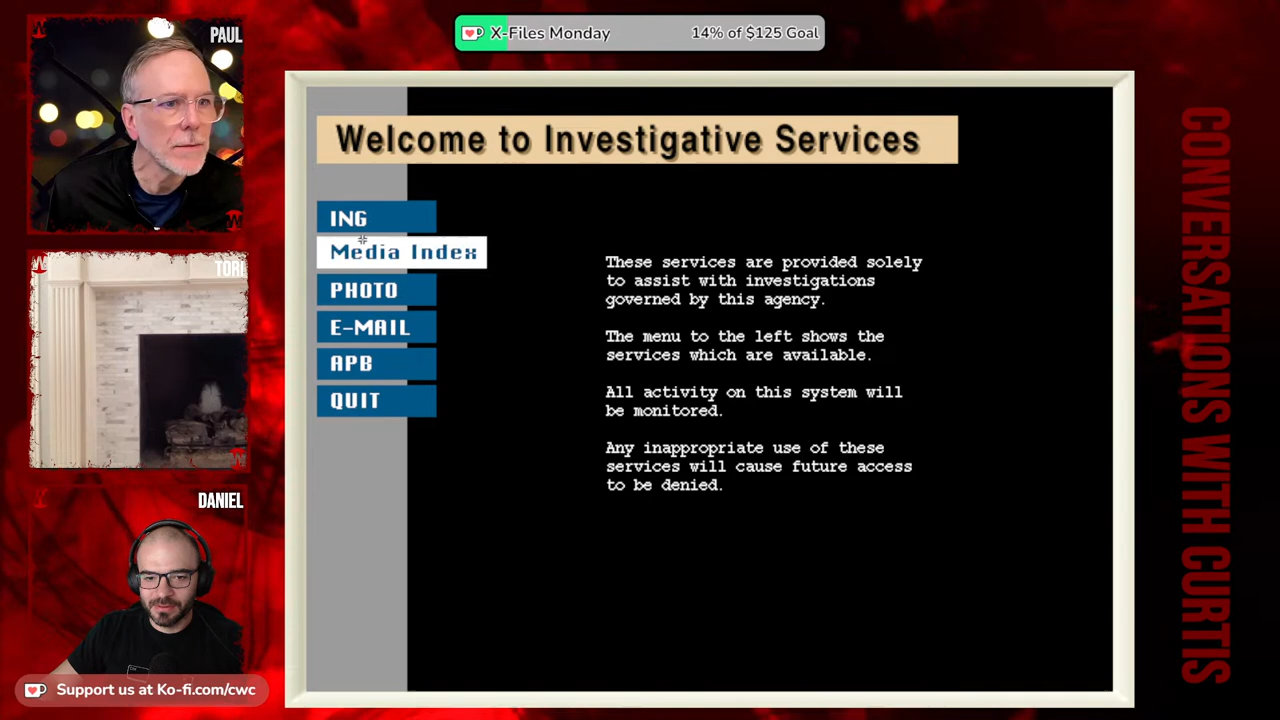 PAUL
X-Files Monday 14% of $125 Goal
Welcome to Investigative Services
ING
Media Index
PHOTO
E-MAIL
APB
QUIT
These services are provided solely
to assist with investigations
governed by this agency.
The menu to the left shows the
services which are available.
All activity on this system will
be monitored.
Any inappropriate use of these
services will cause future access
to be denied.
TORI
DANIEL
Support us at Ko-fi.com/cwc
CONVERSATIONS WITH CURTIS